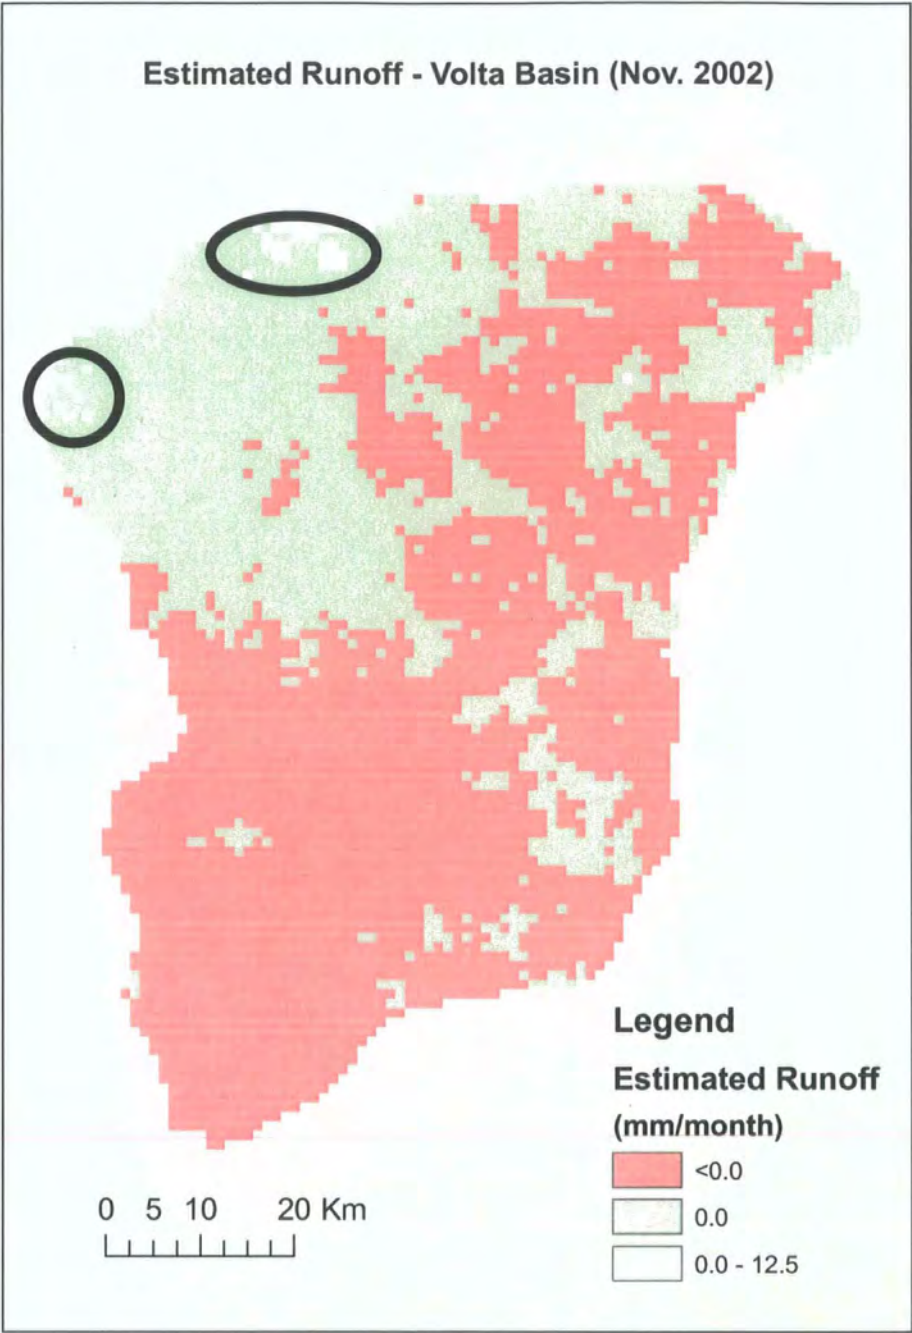 Estimated Runoff - Volta Basin (Nov. 2002)
Legend
Estimated Runoff
(mm/month)
<0.0
0.0
0.0 - 12.5
0 5 10 20 Km